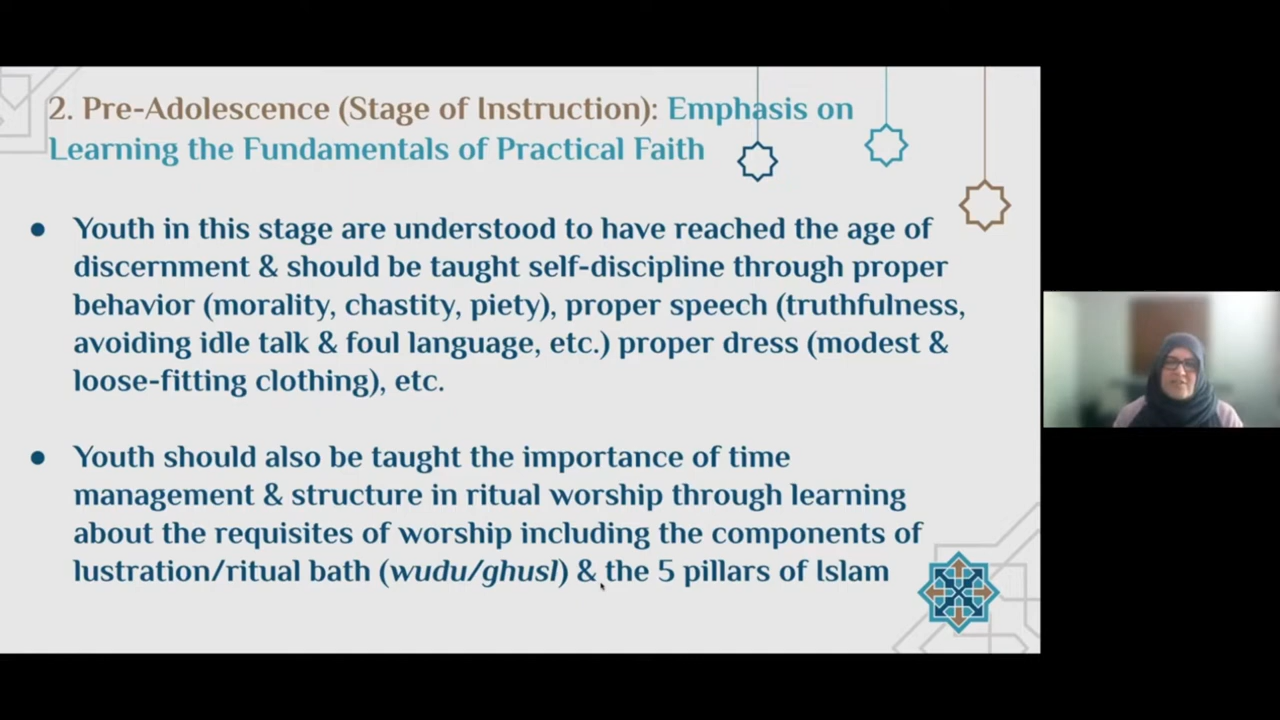 2. Pre-Adolescence (Stage of Instruction): Emphasis on
Learning the Fundamentals of Practical Faith
● Youth in this stage are understood to have reached the age of
discernment & should be taught self-discipline through proper
behavior (morality, chastity, piety), proper speech (truthfulness,
avoiding idle talk & foul language, etc.) proper dress (modest &
loose-fitting clothing), etc.
● Youth should also be taught the importance of time
management & structure in ritual worship through learning
about the requisites of worship including the components of
lustration/ritual bath (wudu/ghusl) & the 5 pillars of Islam